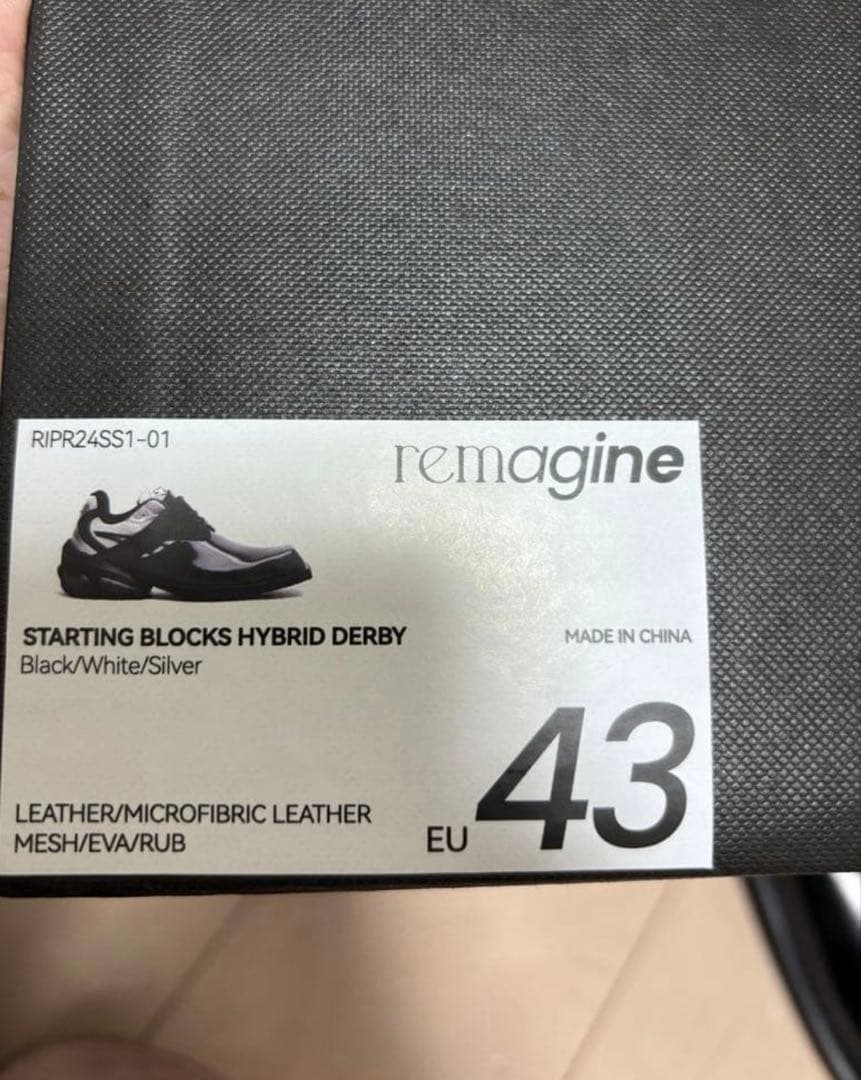 RIPR24SS1-01
remagine
STARTING BLOCKS HYBRID DERBY
Black/White/Silver
MADE IN CHINA
LEATHER/MICROFIBRIC LEATHER
MESH/EVA/RUB
EU 43